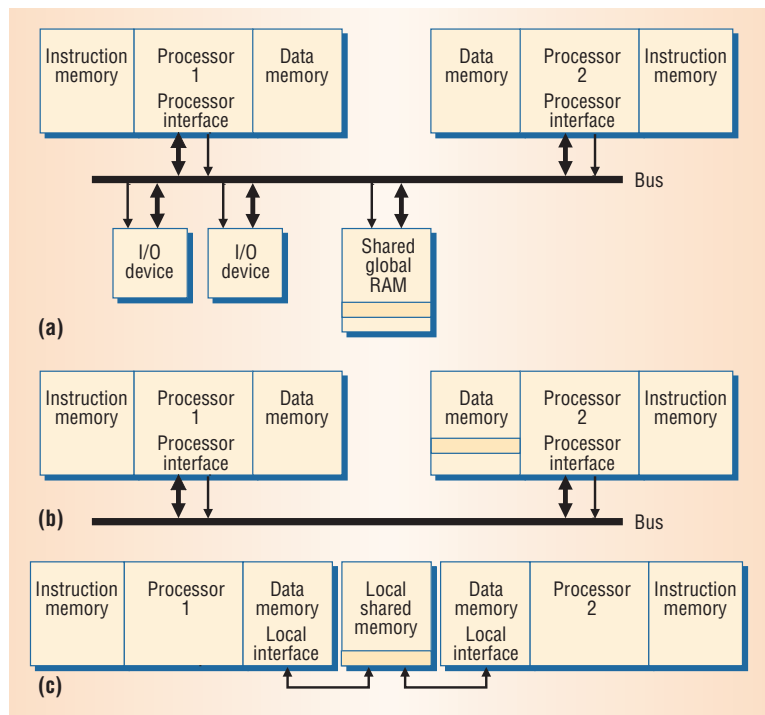 Instruction
memory
Processor
1
Processor
interface
Data
memory
Data
memory
Processor
2
Processor
interface
Instruction
memory
Bus
I/O
device
I/O
device
Shared
global
RAM
(a)
Instruction
memory
Processor
1
Processor
interface
Data
memory
Data
memory
Processor
2
Processor
interface
Instruction
memory
(b)
Bus
Instruction
memory
Processor
1
Data
memory
Local
interface
Local
shared
memory
Data
memory
Local
interface
Processor
2
Instruction
memory
(c)